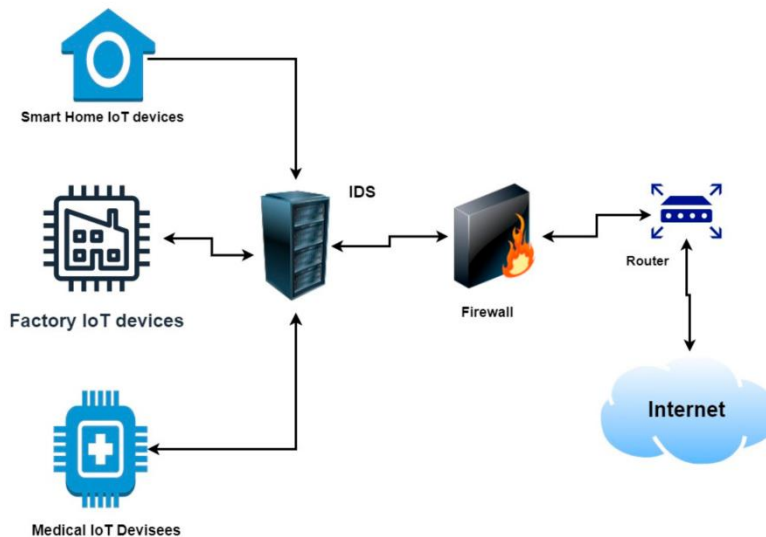 Smart Home IoT devices
IDS
Factory IoT devices
Router
Firewall
Internet
Medical IoT Devisees